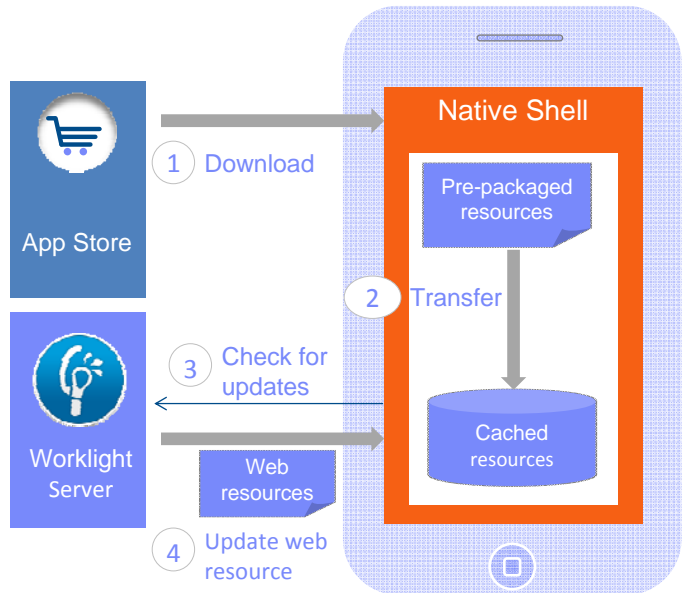 Native Shell
1 Download
App Store
Pre-packaged
resources
2 Transfer
3 Check for
updates
Cached
resources
Worklight
Server
Web
resources
4 Update web
resource